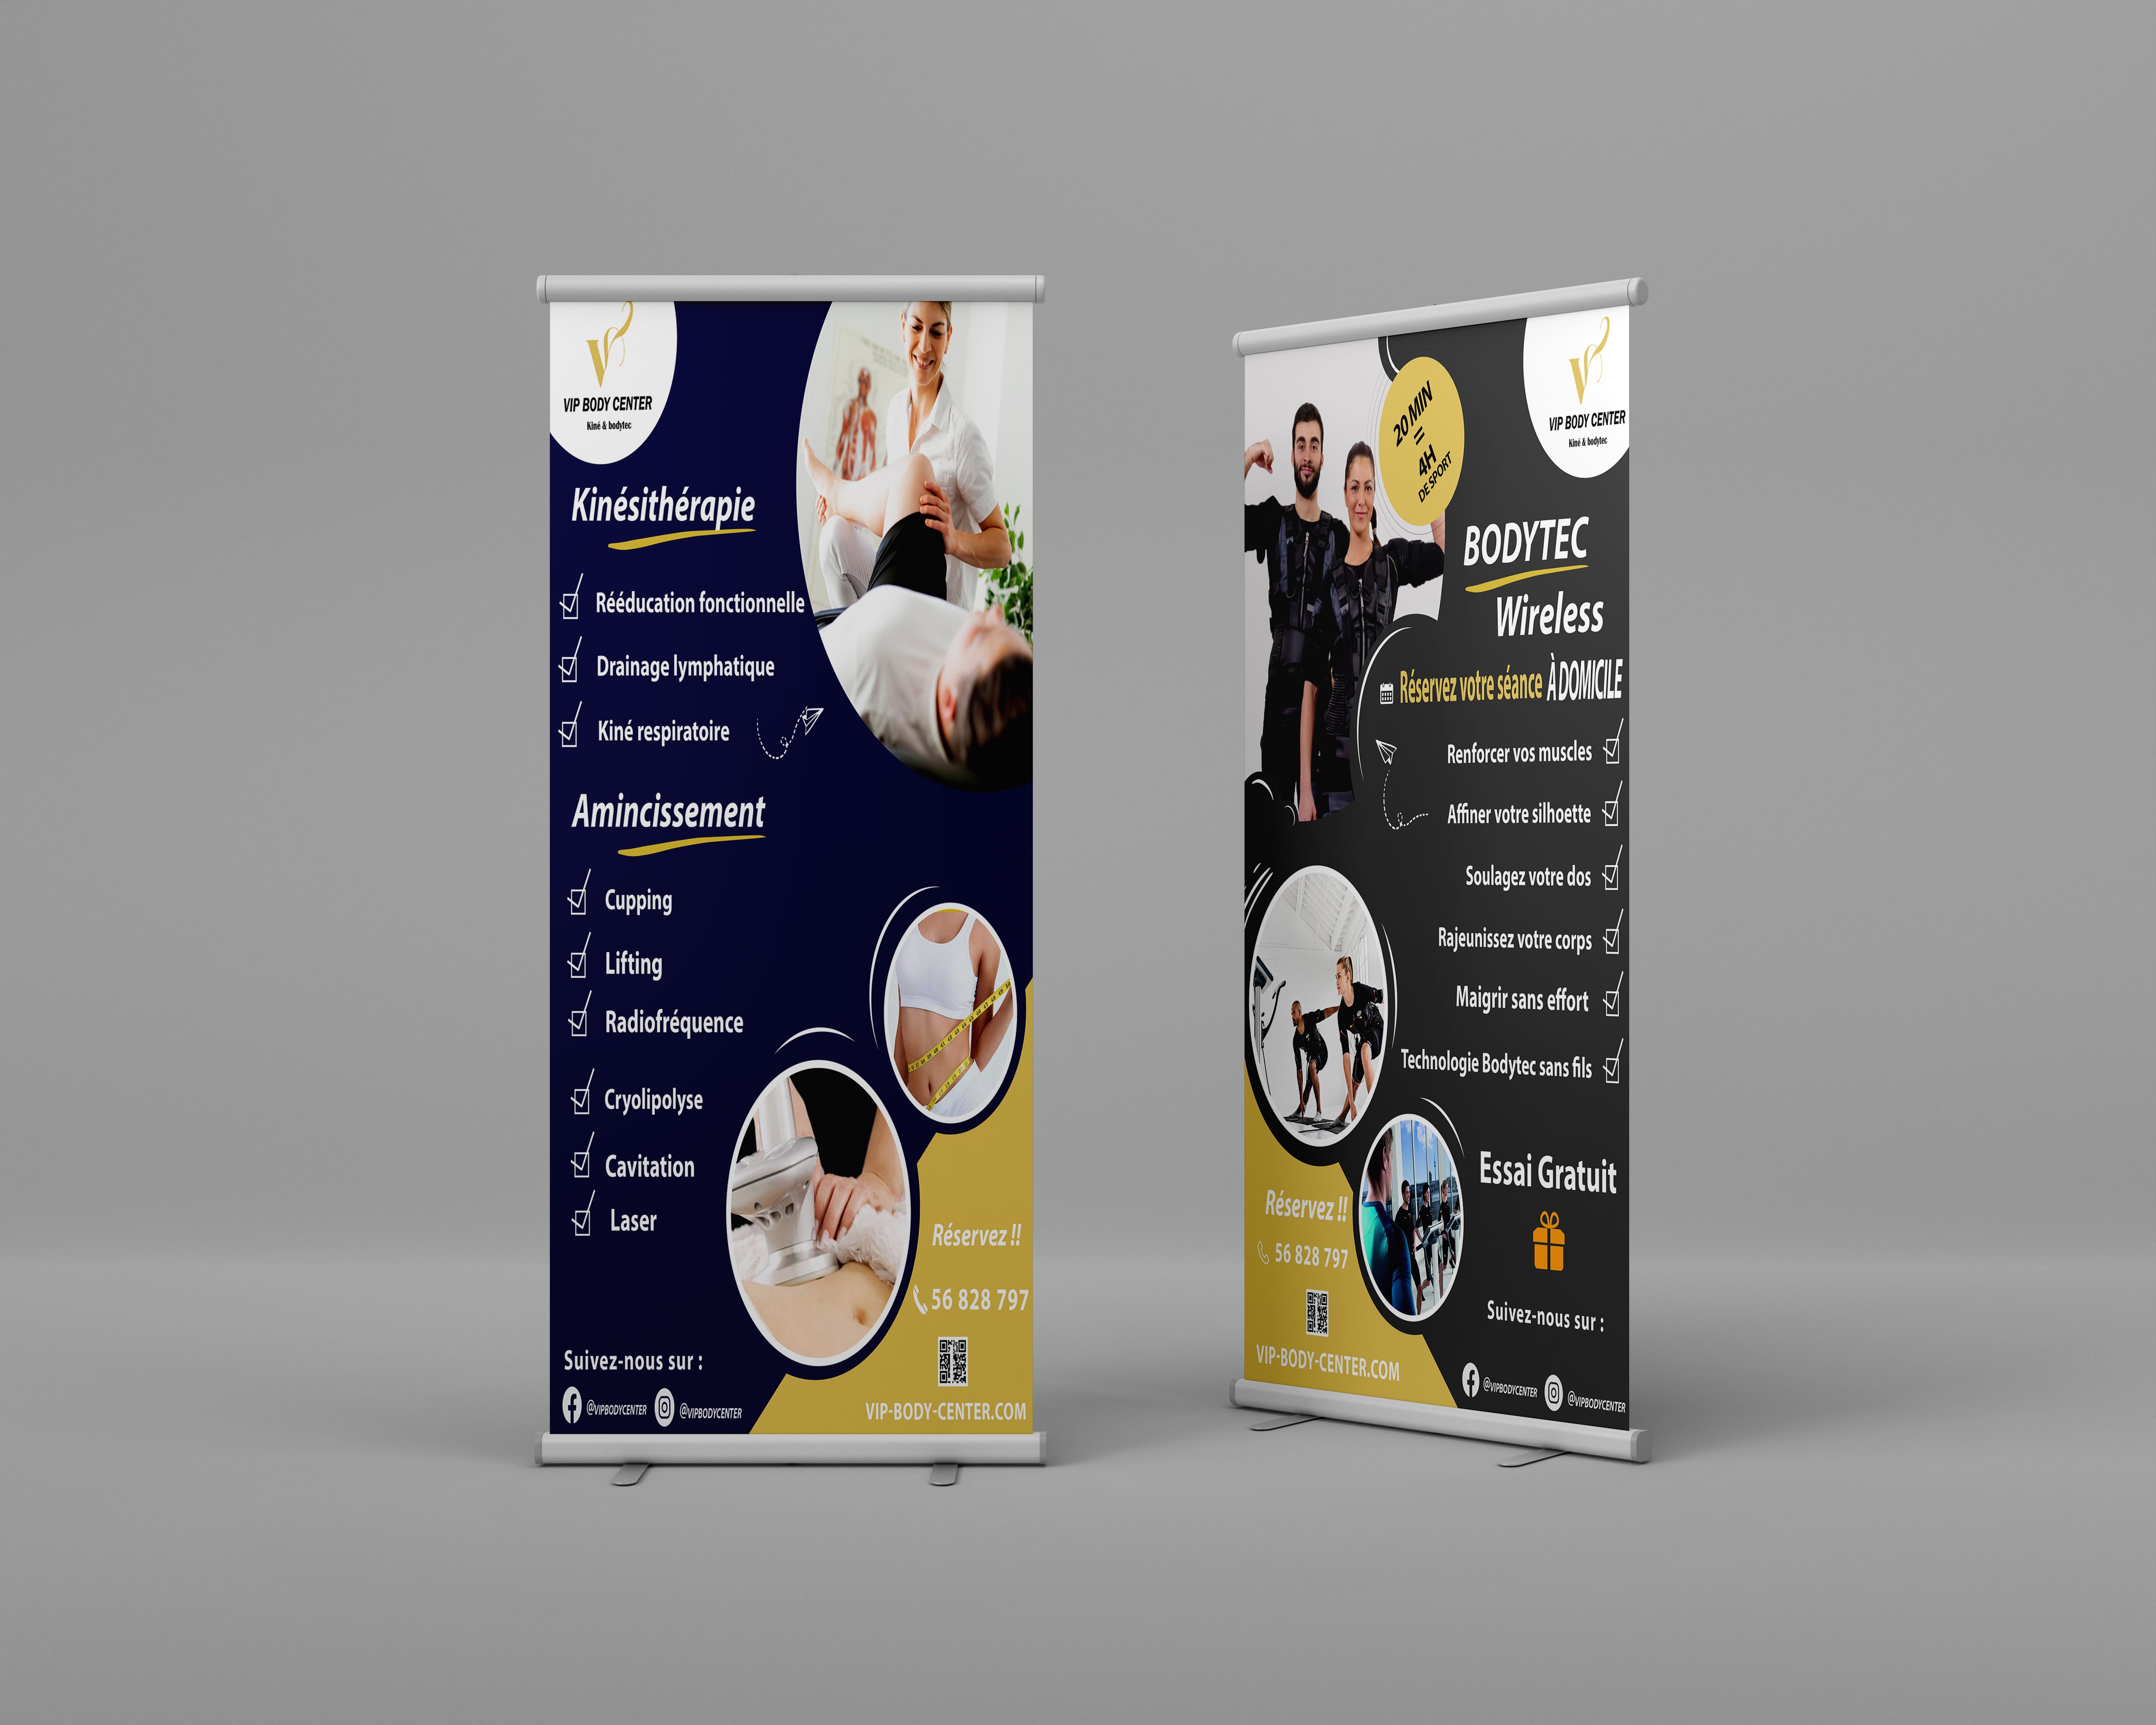 VIP BODY CENTER
Kiné & bodytec
Kinésithérapie
Rééducation fonctionnelle
Drainage lymphatique
Kiné respiratoire
Amincissement
Cupping
Lifting
Radiofréquence
Cryolipolyse
Cavitation
Laser
Réservez !!
56 828 797
VIP-BODY-CENTER.COM
Suivez-nous sur :
@VIPBODYCENTER @VIPBODYCENTER
20 MIN
=
4H
DE SPORT
VIP BODY CENTER
Kiné & bodytec
BODYTEC
Wireless
Réservez votre séance À DOMICILE
Renforcer vos muscles
Affiner votre silhoette
Soulagez votre dos
Rajeunissez votre corps
Maigrir sans effort
Technologie Bodytec sans fils
Essai Gratuit
Réservez !!
56 828 797
VIP-BODY-CENTER.COM
Suivez-nous sur :
@VIPBODYCENTER @VIPBODYCENTER